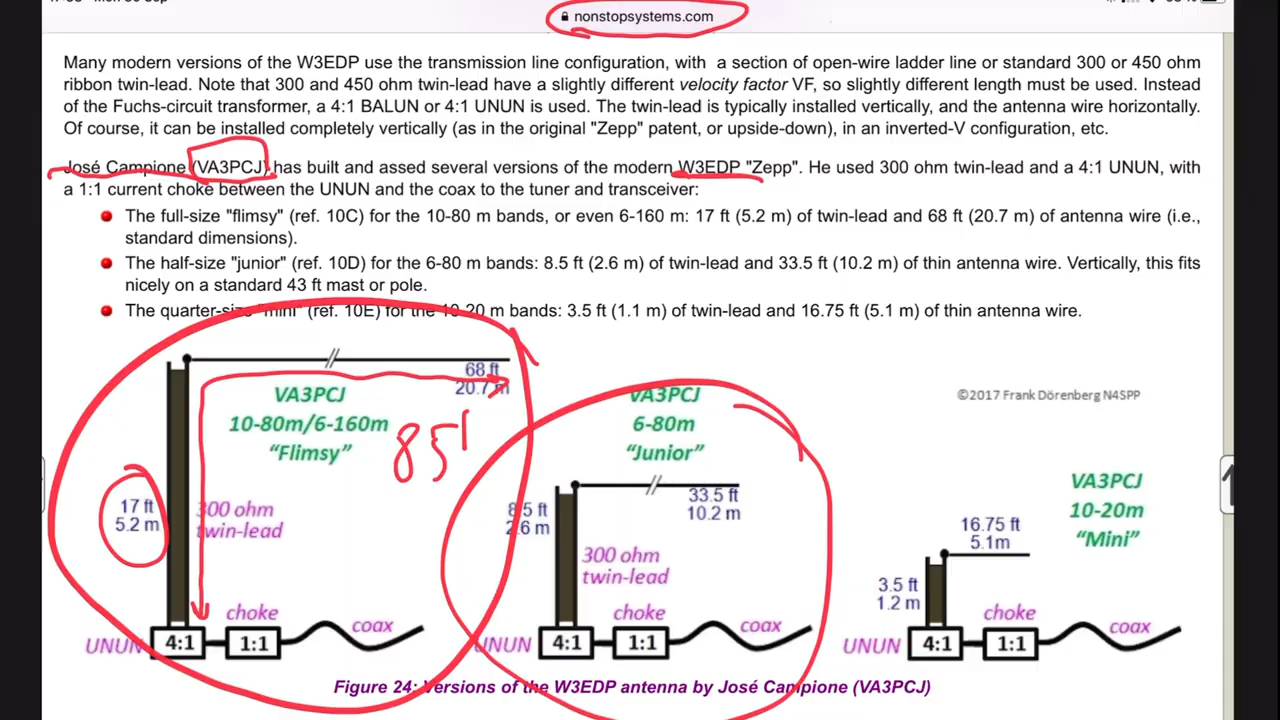 nonstopsystems.com
Many modern versions of the W3EDP use the transmission line configuration, with a section of open-wire ladder line or standard 300 or 450 ohm
ribbon twin-lead. Note that 300 and 450 ohm twin-lead have a slightly different velocity factor VF, so slightly different length must be used. Instead
of the Fuchs-circuit transformer, a 4:1 BALUN or 4:1 UNUN is used. The twin-lead is typically installed vertically, and the antenna wire horizontally.
Of course, it can be installed completely vertically (as in the original "Zepp" patent, or upside-down), in an inverted-V configuration, etc.
José Campione (VA3PCJ) has built and assed several versions of the modern W3EDP "Zepp". He used 300 ohm twin-lead and a 4:1 UNUN, with
a 1:1 current choke between the UNUN and the coax to the tuner and transceiver:
The full-size "flimsy" (ref. 10C) for the 10-80 m bands, or even 6-160 m: 17 ft (5.2 m) of twin-lead and 68 ft (20.7 m) of antenna wire (i.e.,
standard dimensions).
The half-size "junior" (ref. 10D) for the 6-80 m bands: 8.5 ft (2.6 m) of twin-lead and 33.5 ft (10.2 m) of thin antenna wire. Vertically, this fits
nicely on a standard 43 ft mast or pole.
The quarter-size "mini" (ref. 10E) for the 10-20 m bands: 3.5 ft (1.1 m) of twin-lead and 16.75 ft (5.1 m) of thin antenna wire.
68 ft
20.7 m
VA3PCJ
10-80m/6-160m
"Flimsy"
85'
17 ft
5.2 m
300 ohm
twin-lead
choke
coax
UNUN
4:1
1:1
VA3PCJ
6-80m
"Junior"
33.5 ft
10.2 m
8.5 ft
2.6 m
300 ohm
twin-lead
choke
coax
UNUN
4:1
1:1
©2017 Frank Dörenberg N4SPP
VA3PCJ
10-20m
"Mini"
16.75 ft
5.1m
3.5 ft
1.2 m
choke
coax
UNUN
4:1
1:1
Figure 24: Versions of the W3EDP antenna by José Campione (VA3PCJ)